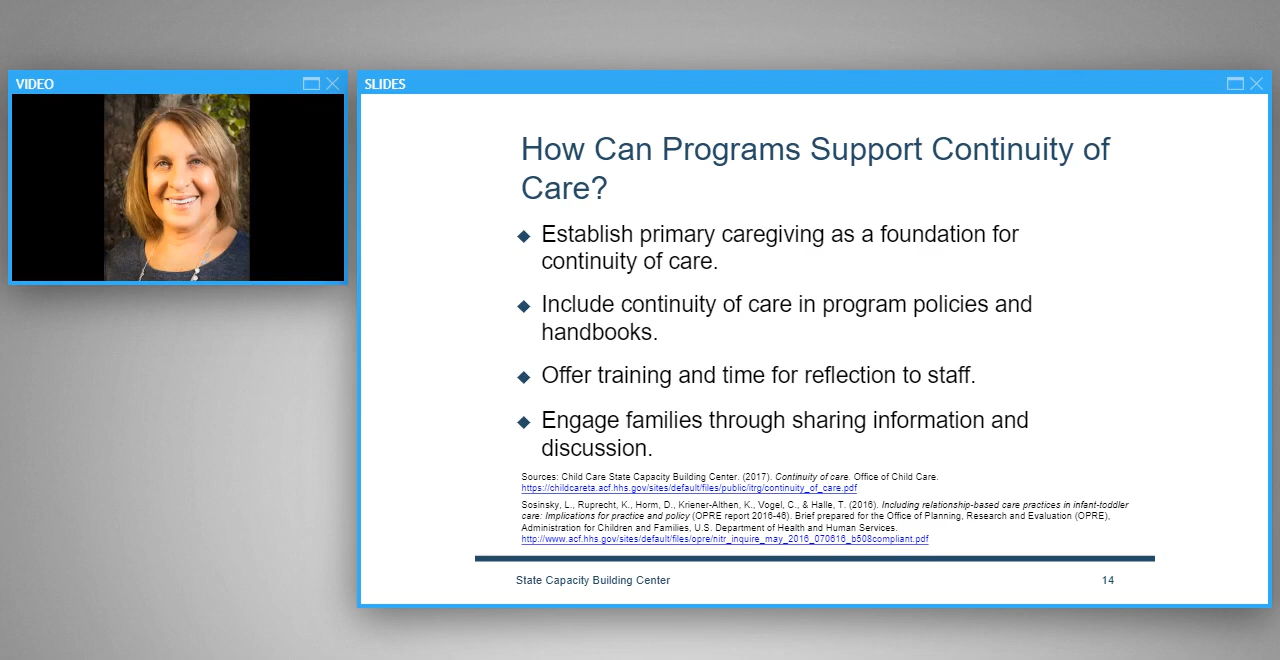 VIDEO
SLIDES
How Can Programs Support Continuity of
Care?
Establish primary caregiving as a foundation for
continuity of care.
Include continuity of care in program policies and
handbooks.
Offer training and time for reflection to staff.
Engage families through sharing information and
discussion.
Sources: Child Care State Capacity Building Center. (2017). Continuity of care. Office of Child Care.
https://childcareta.acf.hhs.gov/sites/default/files/public/itrg/continuity_of_care.pdf
Sosinsky, L., Ruprecht, K., Horm, D., Kriener-Althen, K., Vogel, C., & Halle, T. (2016). Including relationship-based care practices in infant-toddler
care: Implications for practice and policy (OPRE report 2016-46). Brief prepared for the Office of Planning, Research and Evaluation (OPRE),
Administration for Children and Families, U.S. Department of Health and Human Services.
http://www.acf.hhs.gov/sites/default/files/opre/nitr_inquire_may_2016_070616_b508compliant.pdf
State Capacity Building Center
14